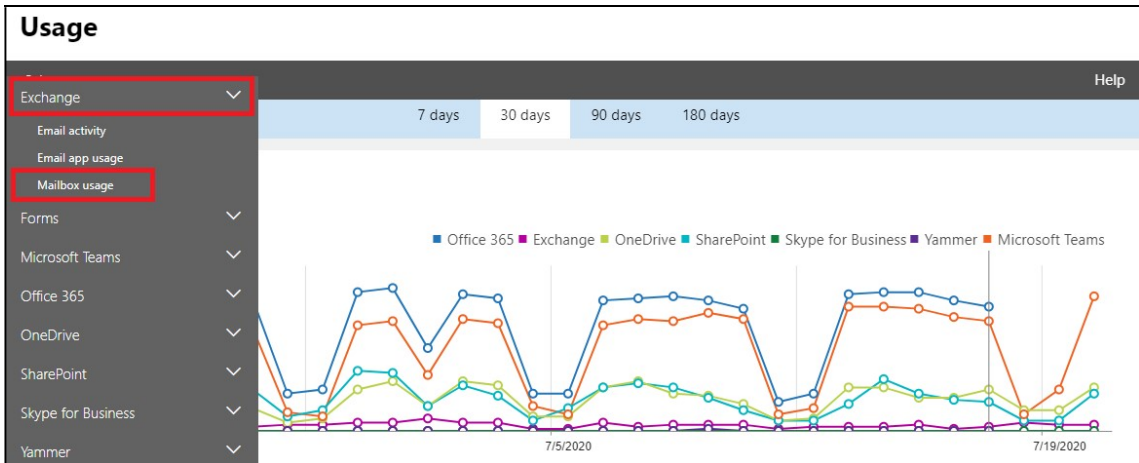 Usage
Help
Exchange
7 days 30 days 90 days 180 days
Email activity
Email app usage
Mailbox usage
Forms
Office 365 Exchange OneDrive SharePoint Skype for Business Yammer Microsoft Teams
Microsoft Teams
Office 365
OneDrive
SharePoint
Skype for Business
Yammer
7/5/2020 7/19/2020